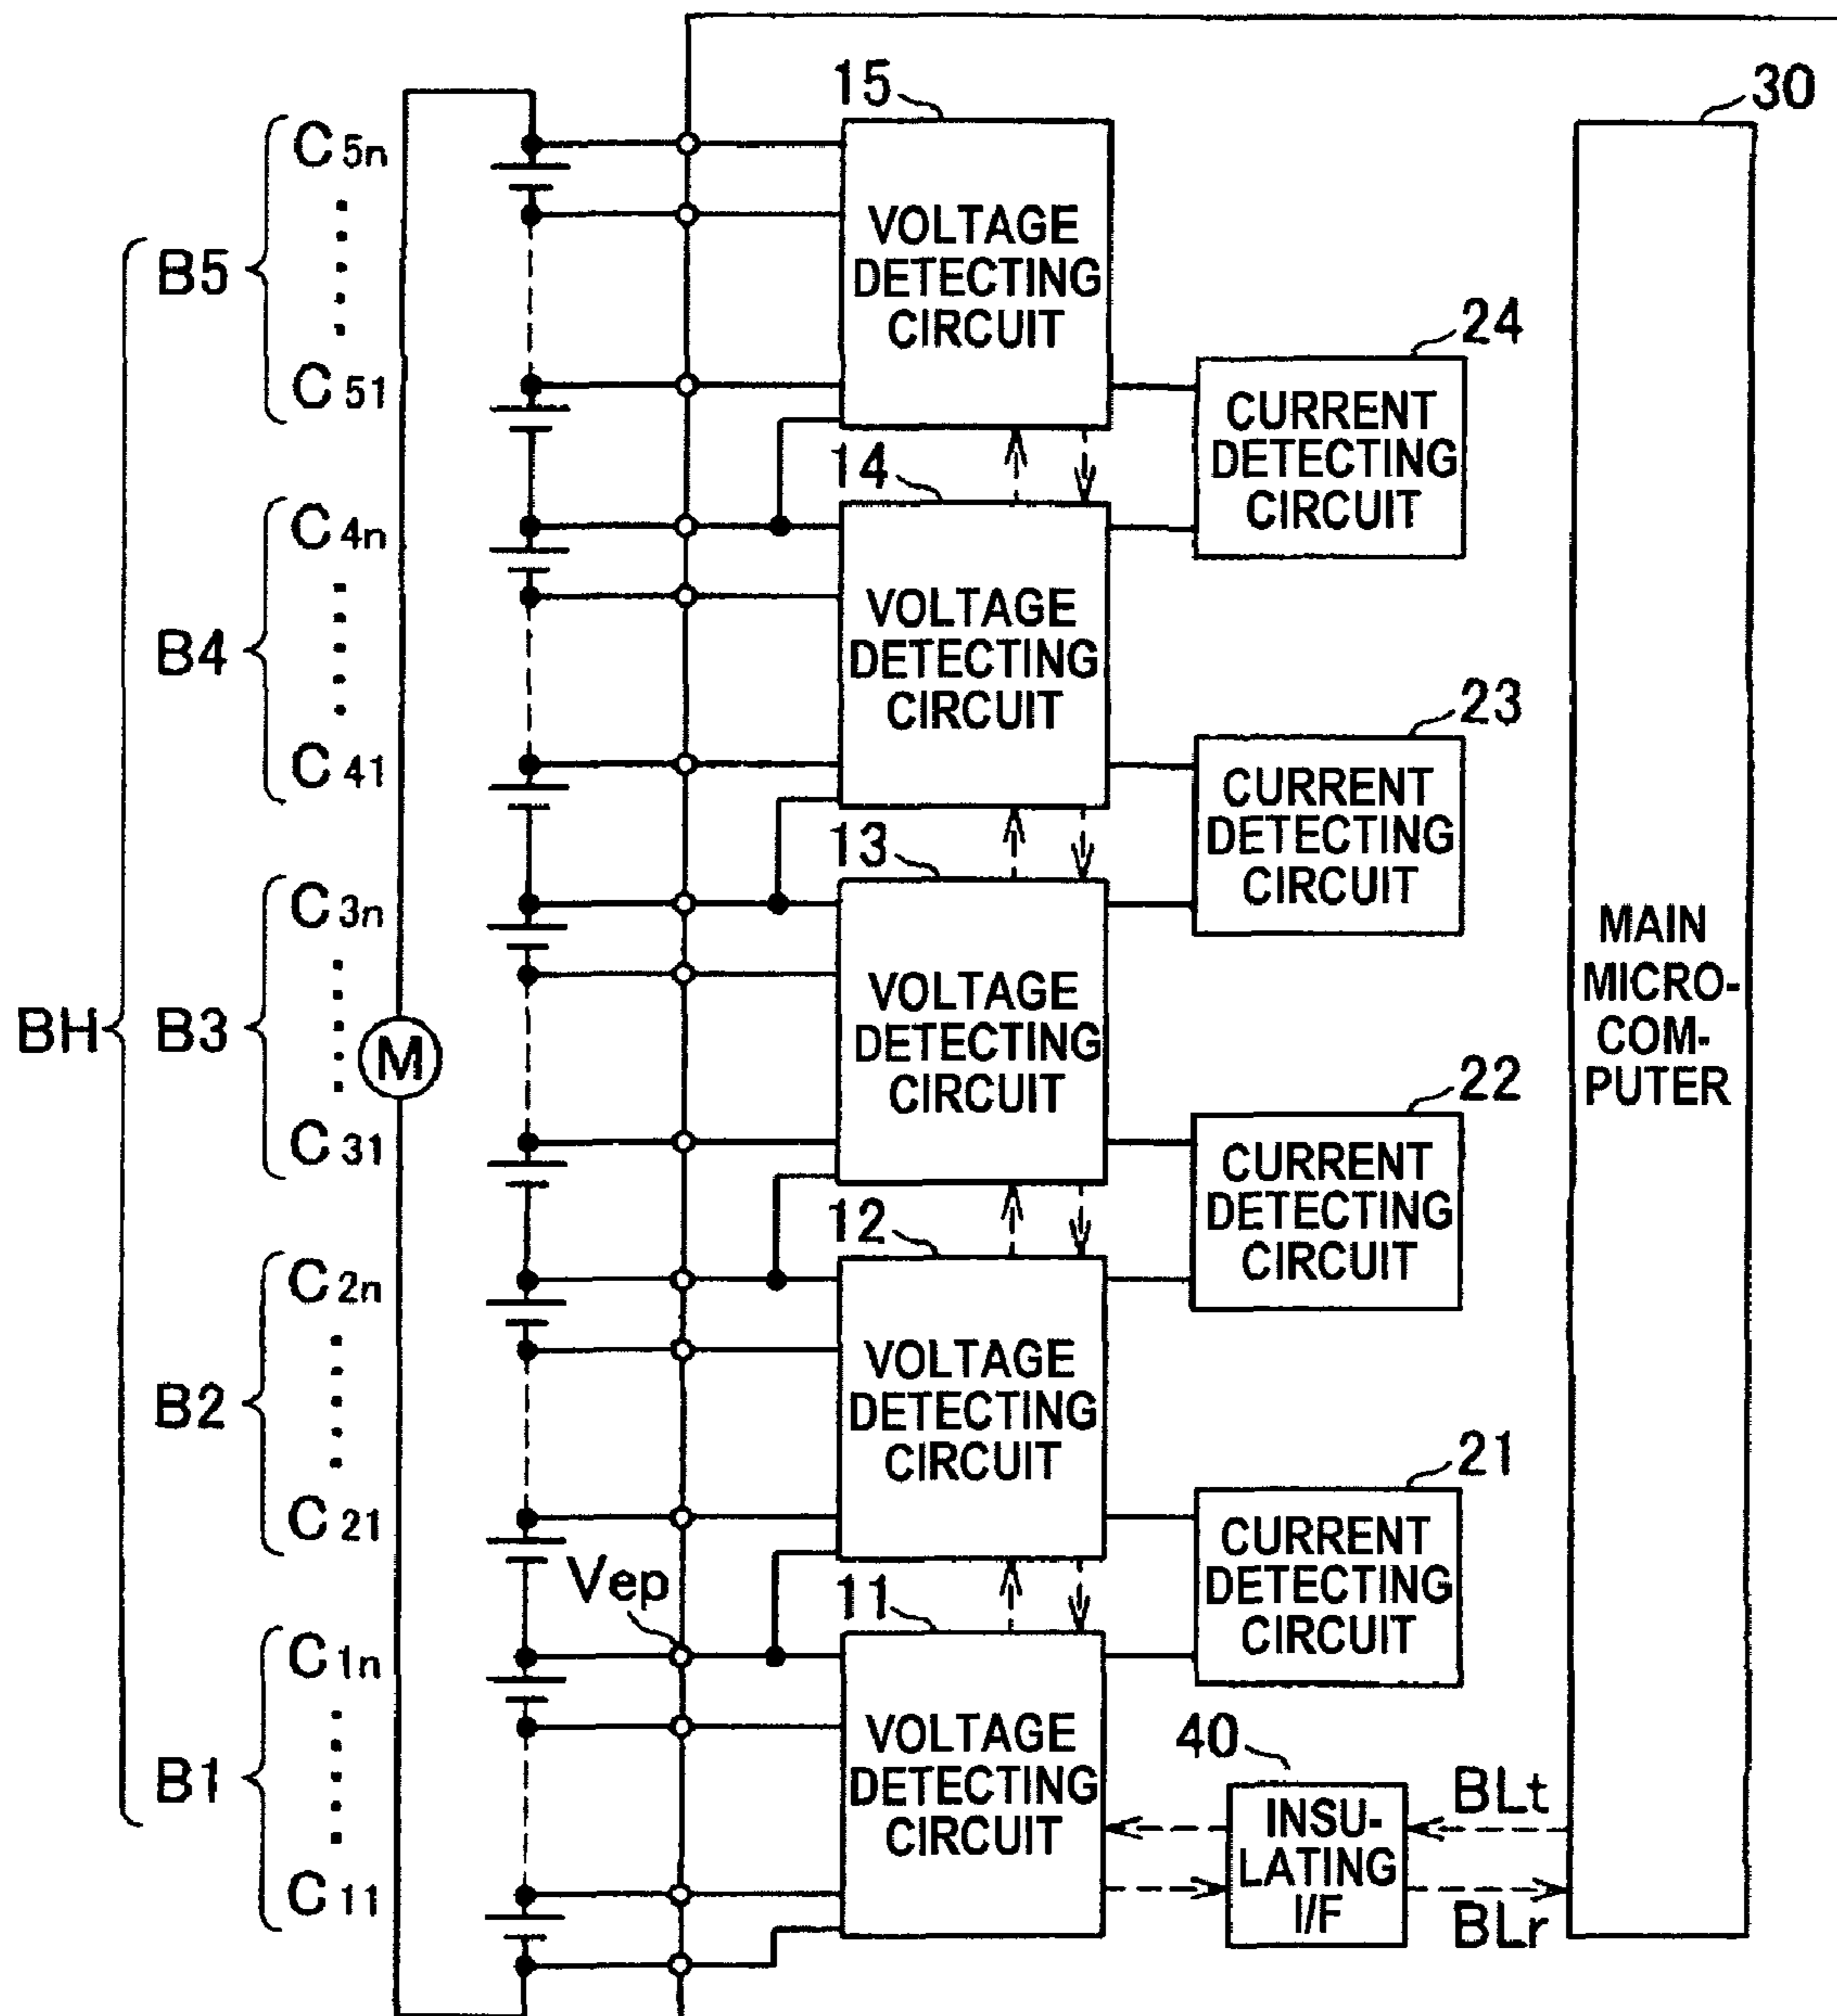 15
30
C5n
VOLTAGE
DETECTING
CIRCUIT
B5
24
C51
CURRENT
DETECTING
CIRCUIT
14
C4n
VOLTAGE
DETECTING
CIRCUIT
B4
23
C41
CURRENT
DETECTING
CIRCUIT
13
C3n
MAIN
MICRO-
COM-
PUTER
VOLTAGE
DETECTING
CIRCUIT
BH
B3
M
22
C31
CURRENT
DETECTING
CIRCUIT
12
C2n
VOLTAGE
DETECTING
CIRCUIT
B2
21
C21
CURRENT
DETECTING
CIRCUIT
Vep
11
C1n
VOLTAGE
DETECTING
CIRCUIT
40
B1
BLt
INSU-
LATING
I/F
C11
BLr